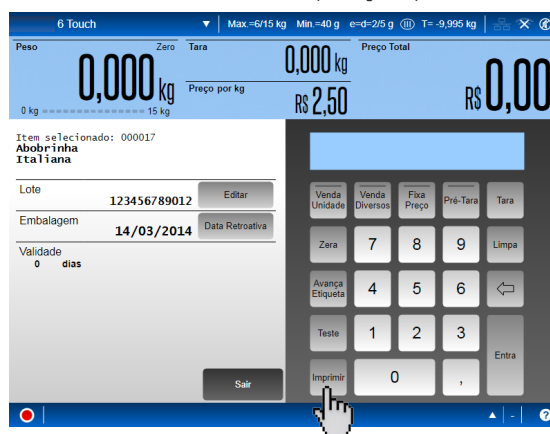 6 Touch ▼ Max.=6/15 kg Min.=40 g e=d=2/5 g (III) T= -9,995 kg
Peso Zero Tara Preço Total
0,000 kg
0,000 kg
0 kg 15 kg
Preço por kg
R$ 2,50
R$ 0,00
Item selecionado: 000017
Abobrinha
Italiana
Lote
123456789012 Editar
Embalagem
14/03/2014 Data Retroativa
Validade
0 dias
Sair
Venda Unidade
Venda Diversos
Fixa Preço
Pré-Tara
Tara
Zera 7 8 9 Limpa
Avança Etiqueta 4 5 6
Teste 1 2 3
Entra
Imprimir 0 ,
▲ - ?